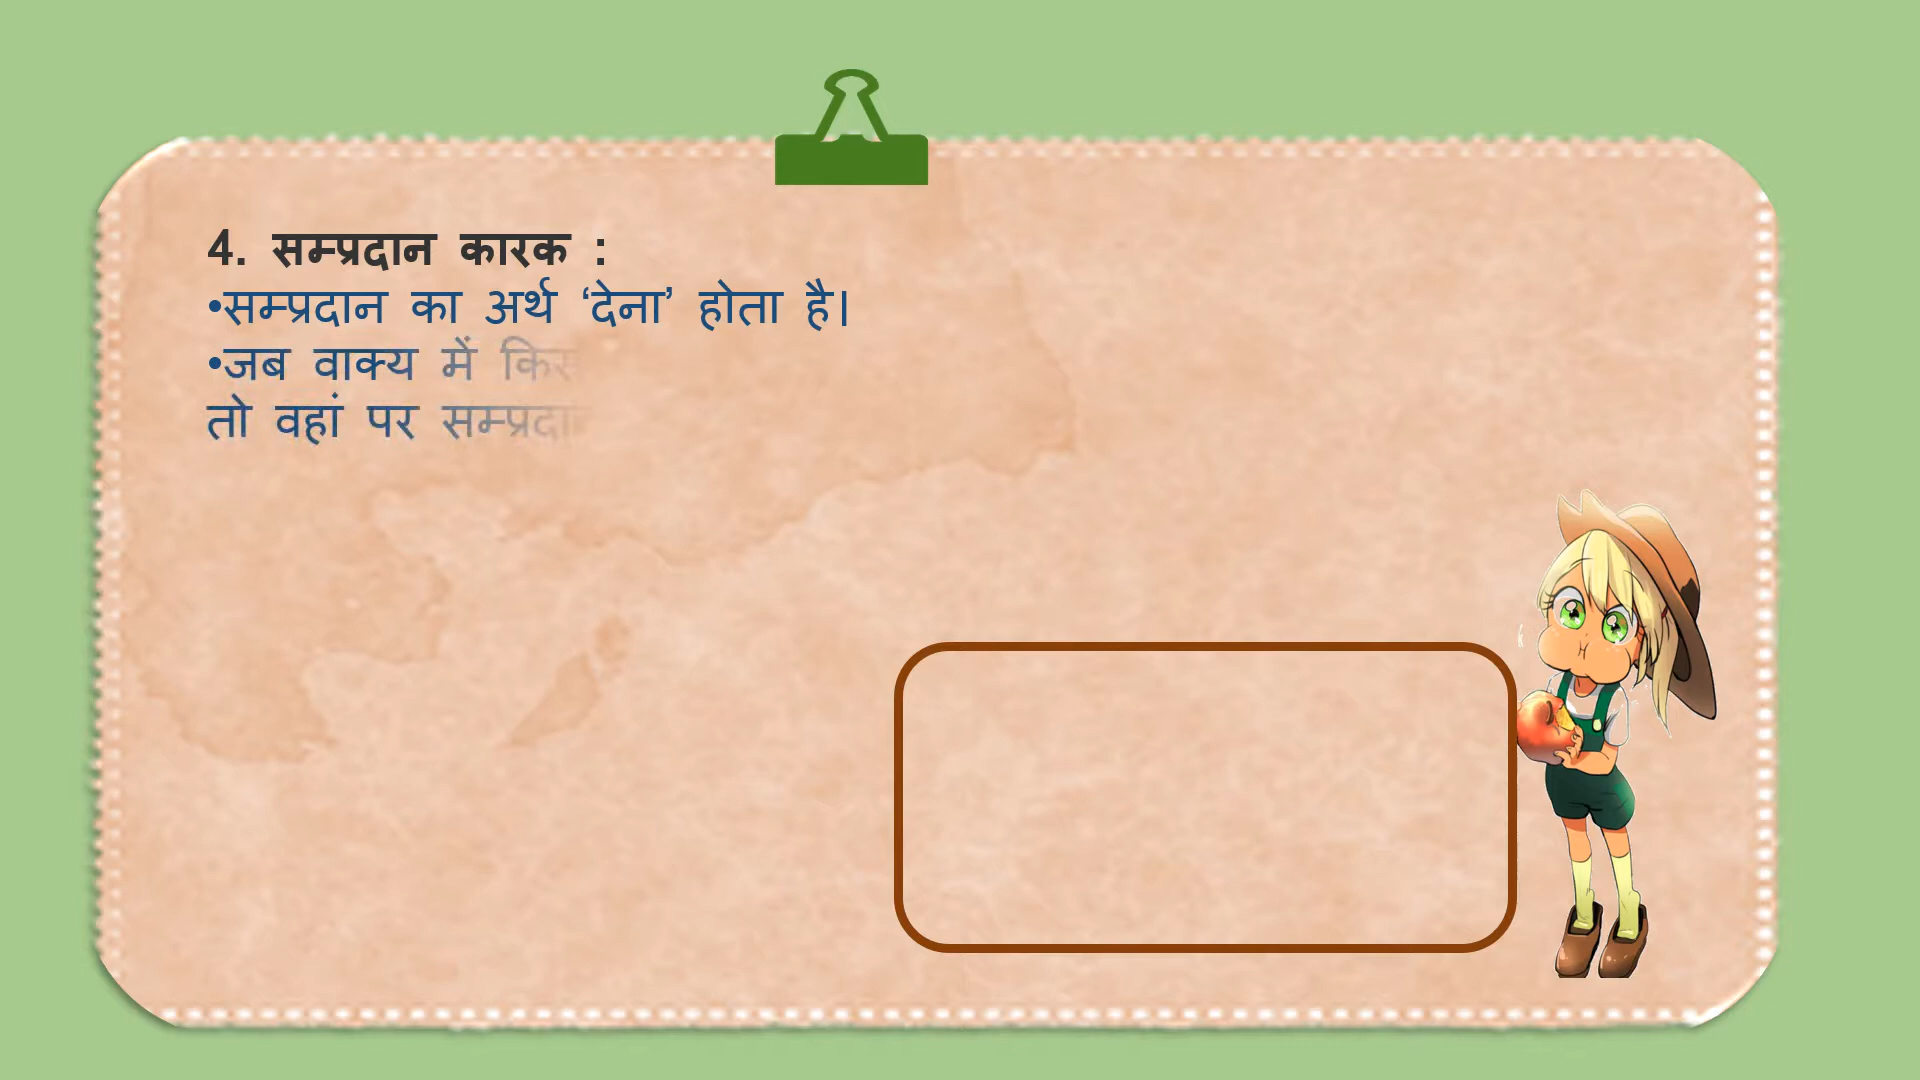 4. सम्प्रदान कारक :
•सम्प्रदान का अर्थ ‘देना’ होता है।
•जब वाक्य में
तो वहां पर